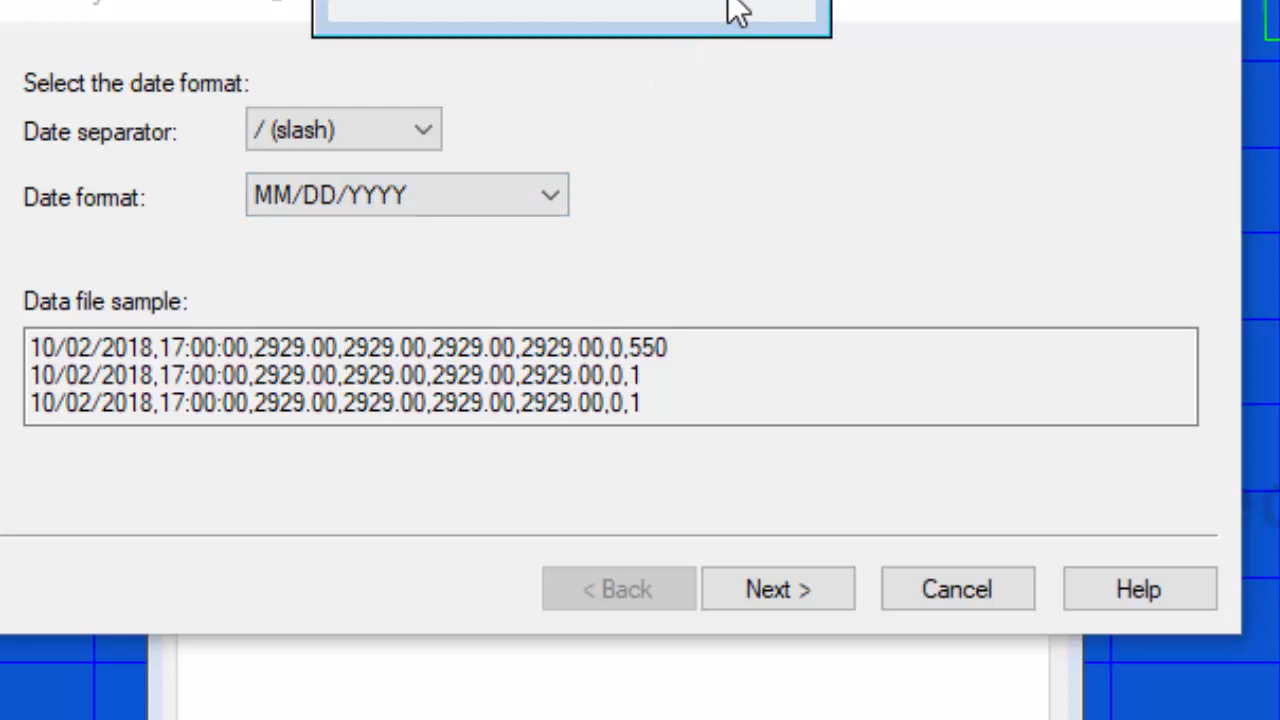 Select the date format:
Date separator: / (slash)
Date format: MM/DD/YYYY
Data file sample:
10/02/2018,17:00:00,2929.00,2929.00,2929.00,2929.00,0,550
10/02/2018,17:00:00,2929.00,2929.00,2929.00,2929.00,0,1
10/02/2018,17:00:00,2929.00,2929.00,2929.00,2929.00,0,1
< Back Next > Cancel Help